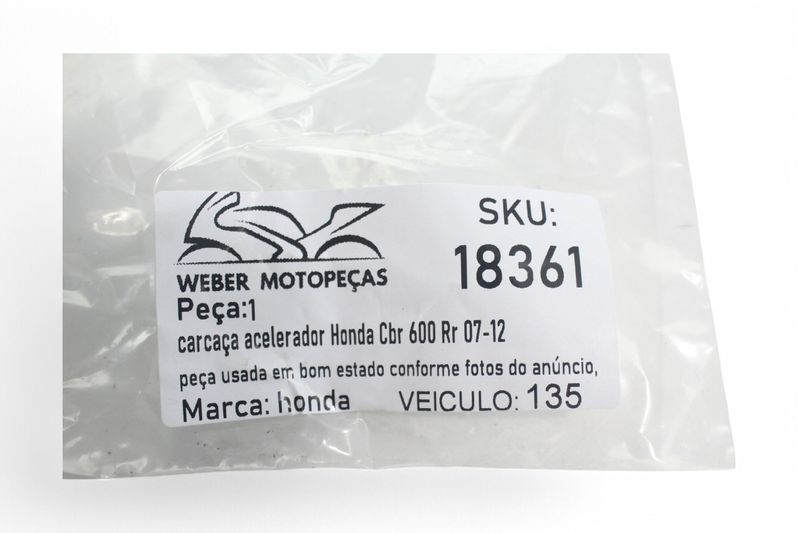 WEBER MOTOPEÇAS
SKU:
18361
Peça:1
carcaça acelerador Honda Cbr 600 Rr 07-12
peça usada em bom estado conforme fotos do anúncio,
Marca: honda VEICULO: 135